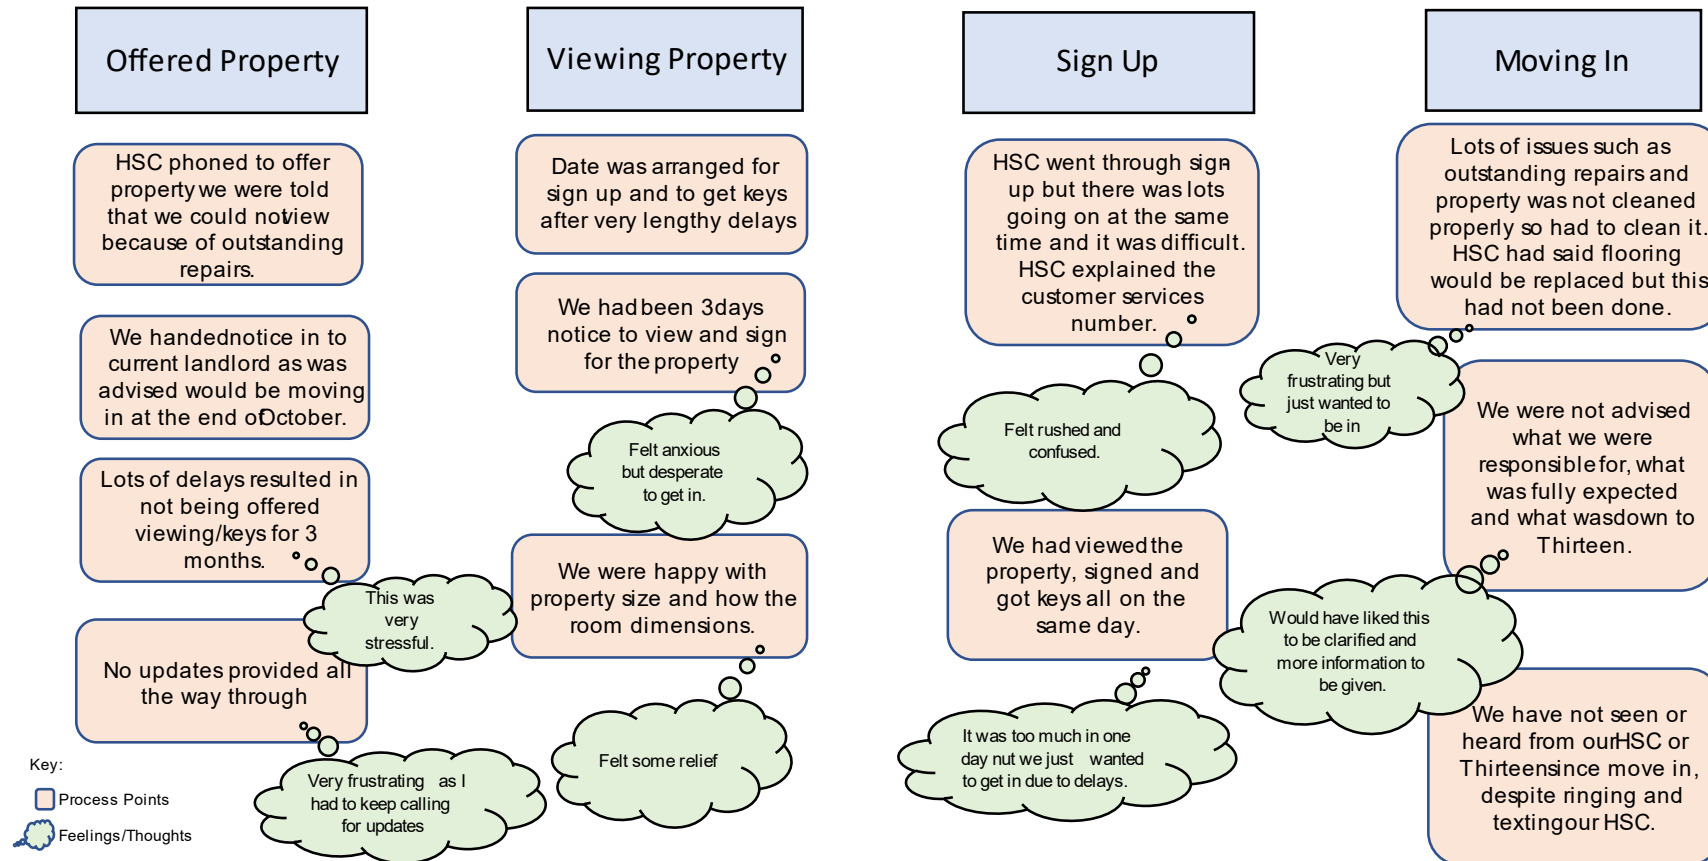 Offered Property
HSC phoned to offer
property we were told
that we could not view
because of outstanding
repairs.
We handed notice in to
current landlord as was
advised would be moving
in at the end of October.
Lots of delays resulted in
not being offered
viewing/keys for 3
months.
This was
very
stressful.
No updates provided all
the way through
Very frustrating as I
had to keep calling
for updates
Key:
Process Points
Feelings/Thoughts
Viewing Property
Date was arranged for
sign up and to get keys
after very lengthy delays
We had been 3 days
notice to view and sign
for the property
Felt anxious
but desperate
to get in.
We were happy with
property size and how the
room dimensions.
Felt some relief
Sign Up
HSC went through sign-
up but there was lots
going on at the same
time and it was difficult.
HSC explained the
customer services
number.
Felt rushed and
confused.
We had viewed the
property, signed and
got keys all on the
same day.
It was too much in one
day nut we just wanted
to get in due to delays.
Moving In
Lots of issues such as
outstanding repairs and
property was not cleaned
properly so had to clean it.
HSC had said flooring
would be replaced but this
had not been done.
Very
frustrating but
just wanted to
be in
We were not advised
what we were
responsible for, what
was fully expected
and what was down to
Thirteen.
Would have liked this
to be clarified and
more information to
be given.
We have not seen or
heard from our HSC or
Thirteen since move in,
despite ringing and
texting our HSC.